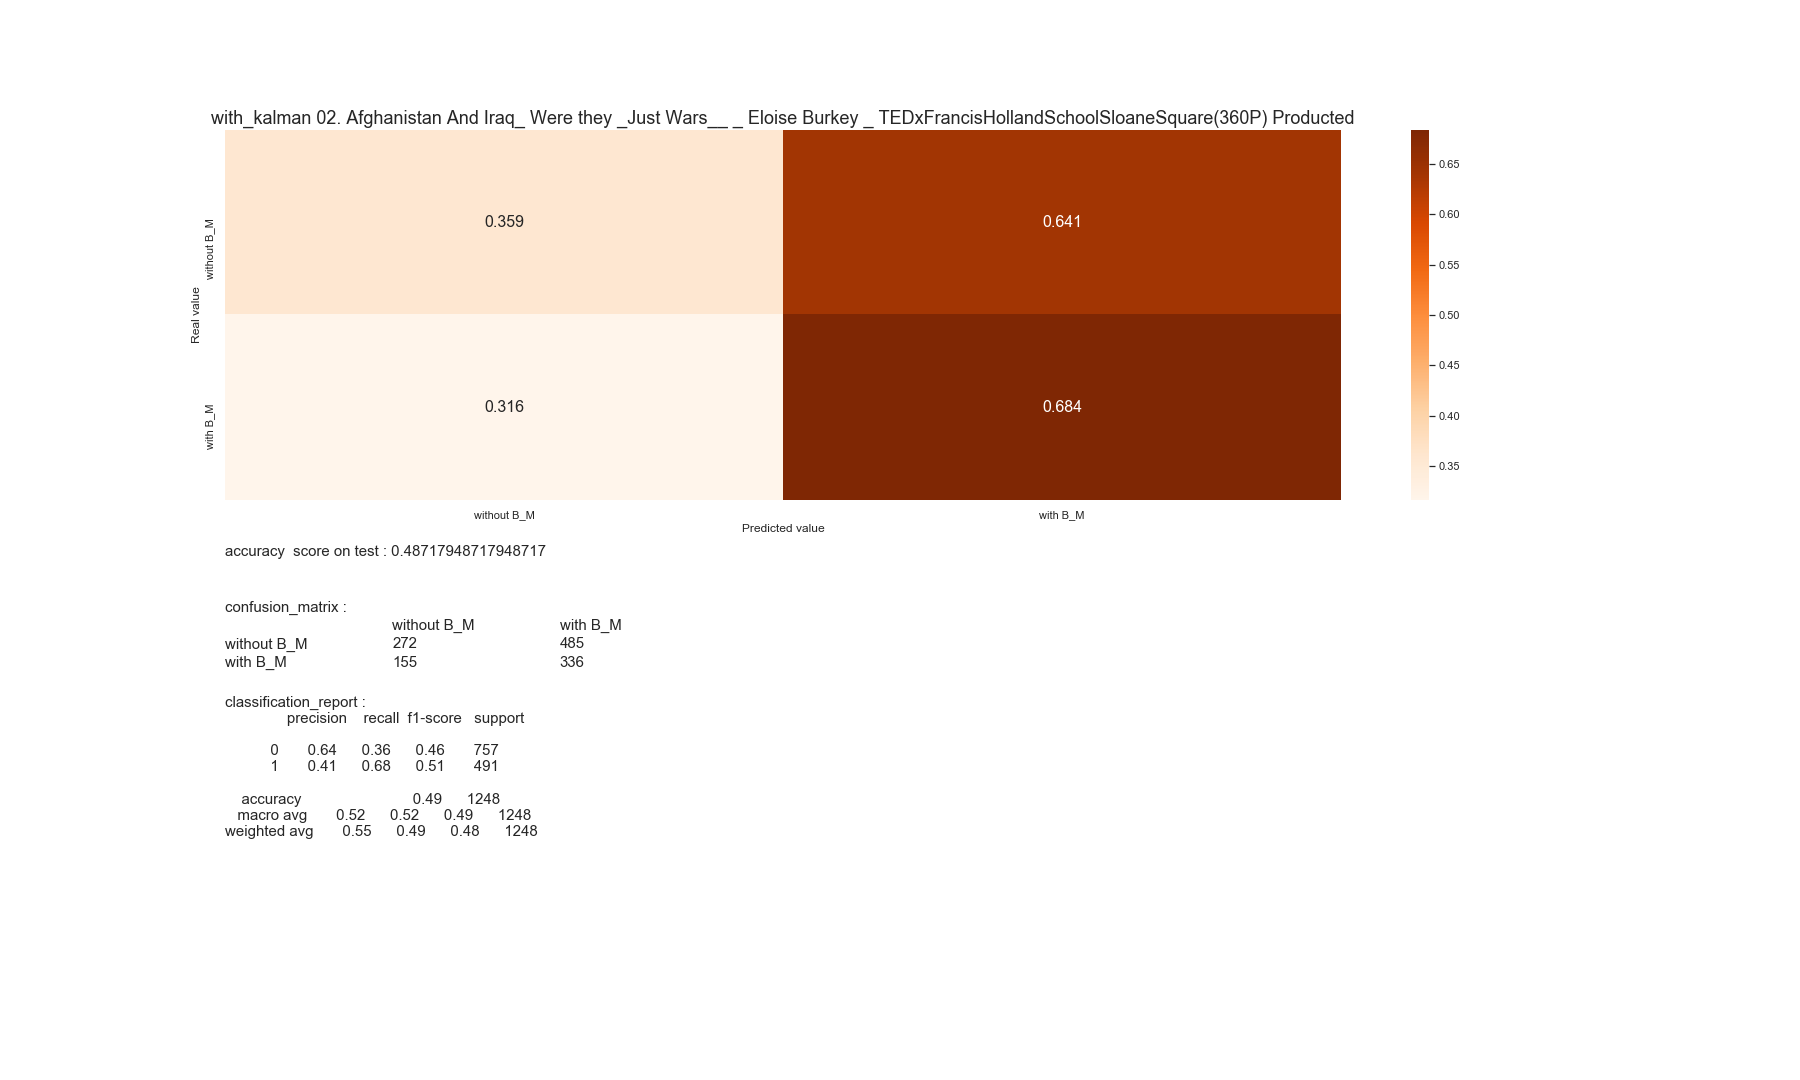 with_kalman 02. Afghanistan And Iraq_ Were they _Just Wars__ _ Eloise Burkey _ TEDxFrancisHollandSchoolSloaneSquare(360P) Producted
Real value
without B_M
with B_M
0.359 0.641
0.316 0.684
without B_M with B_M
Predicted value
0.65
0.60
0.55
0.50
0.45
0.40
0.35
accuracy score on test : 0.48717948717948717
confusion_matrix :
without B_M with B_M
without B_M 272 485
with B_M 155 336
classification_report :
precision recall f1-score support
0 0.64 0.36 0.46 757
1 0.41 0.68 0.51 491
accuracy 0.49 1248
macro avg 0.52 0.52 0.49 1248
weighted avg 0.55 0.49 0.48 1248